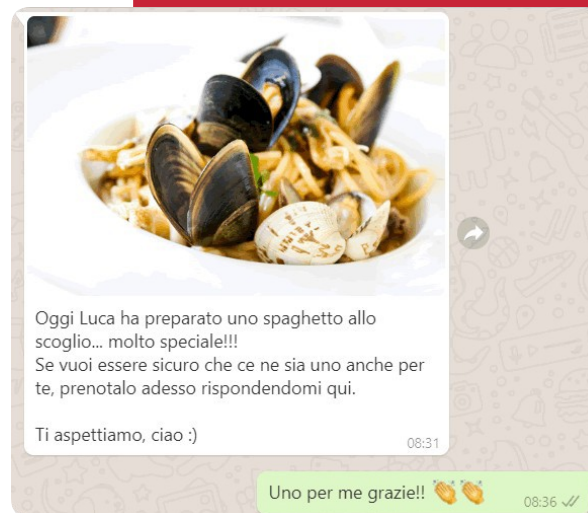 Oggi Luca ha preparato uno spaghetto allo
scoglio... molto speciale!!!
Se vuoi essere sicuro che ce ne sia uno anche per
te, prenotalo adesso rispondendomi qui.
Ti aspettiamo, ciao :)
08:31
Uno per me grazie!! 👏👏
08:36